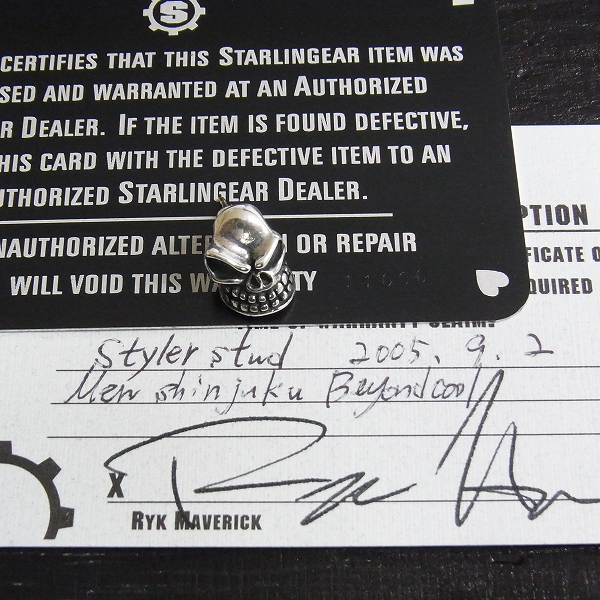 S
CERTIFIES THAT THIS STARLINGEAR ITEM WAS
SED AND WARRANTED AT AN AUTHORIZED
R DEALER. IF THE ITEM IS FOUND DEFECTIVE,
HIS CARD WITH THE DEFECTIVE ITEM TO AN
UTHORIZED STARLINGEAR DEALER.
NAUTHORIZED ALTE N OR REPAIR
WILL VOID THIS WA TY
PTION
FICATE O
QUIRED
Styler stud 2005. 9. 2
Men shinjuku Beyondcool
X
RYK MAVERICK